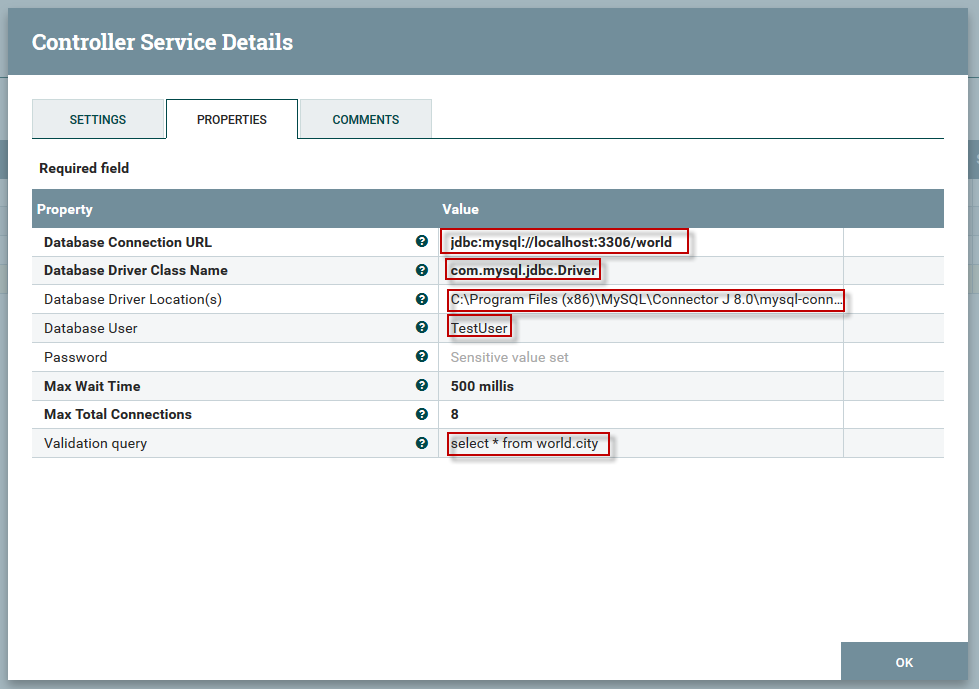 Controller Service Details
SETTINGS PROPERTIES COMMENTS
Required field
Property Value
Database Connection URL ? jdbc:mysql://localhost:3306/world
Database Driver Class Name ? com.mysql.jdbc.Driver
Database Driver Location(s) ? C:\Program Files (x86)\MySQL\Connector J 8.0\mysql-conn...
Database User ? TestUser
Password ? Sensitive value set
Max Wait Time ? 500 millis
Max Total Connections ? 8
Validation query ? select * from world.city
OK